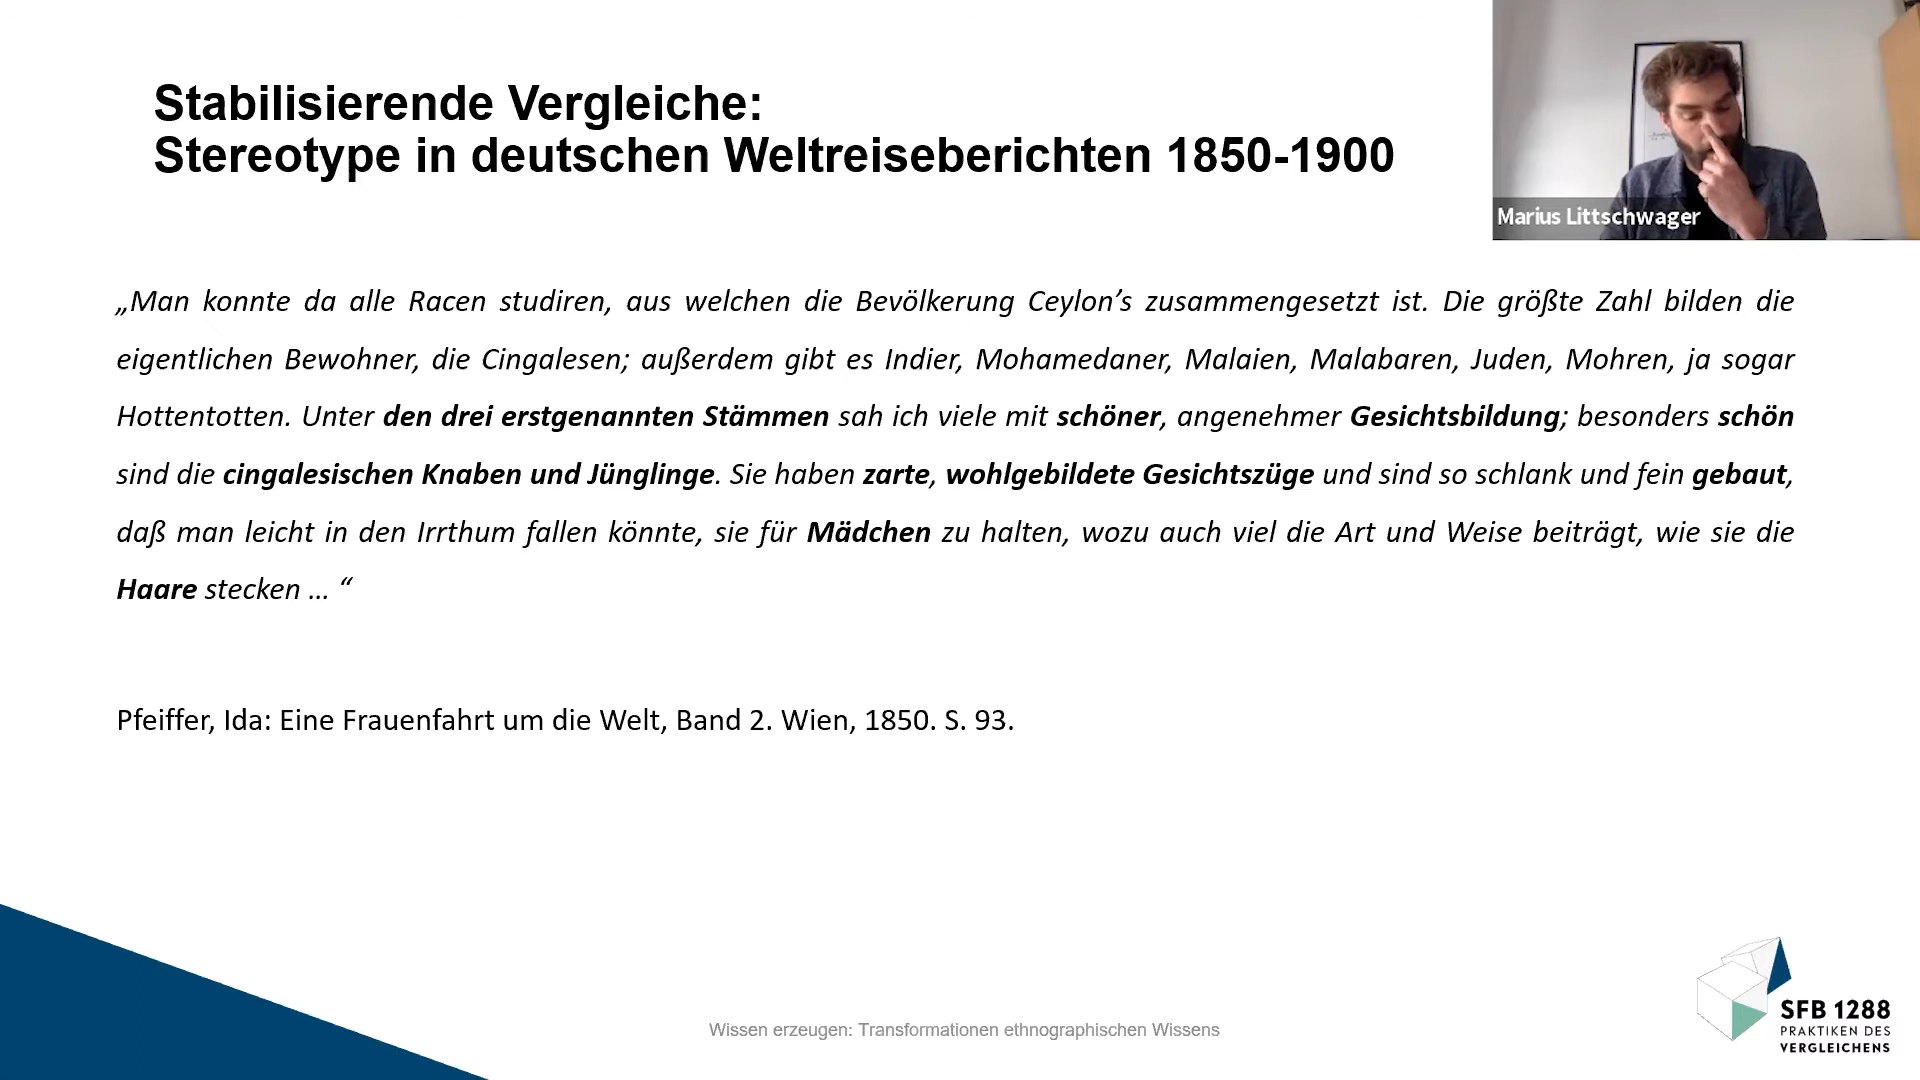 Stabilisierende Vergleiche:
Stereotype in deutschen Weltreiseberichten 1850-1900
Marius Littschwager
„Man konnte da alle Racen studiren, aus welchen die Bevölkerung Ceylon’s zusammengesetzt ist. Die größte Zahl bilden die
eigentlichen Bewohner, die Cingalesen; außerdem gibt es Indier, Mohamedaner, Malaien, Malabaren, Juden, Mohren, ja sogar
Hottentotten. Unter den drei erstgenannten Stämmen sah ich viele mit schöner, angenehmer Gesichtsbildung; besonders schön
sind die cingalesischen Knaben und Jünglinge. Sie haben zarte, wohlgebildete Gesichtszüge und sind so schlank und fein gebaut,
daß man leicht in den Irrthum fallen könnte, sie für Mädchen zu halten, wozu auch viel die Art und Weise beiträgt, wie sie die
Haare stecken ... “
Pfeiffer, Ida: Eine Frauenfahrt um die Welt, Band 2. Wien, 1850. S. 93.
Wissen erzeugen: Transformationen ethnographischen Wissens
SFB 1288
PRAKTIKEN DES
VERGLEICHENS